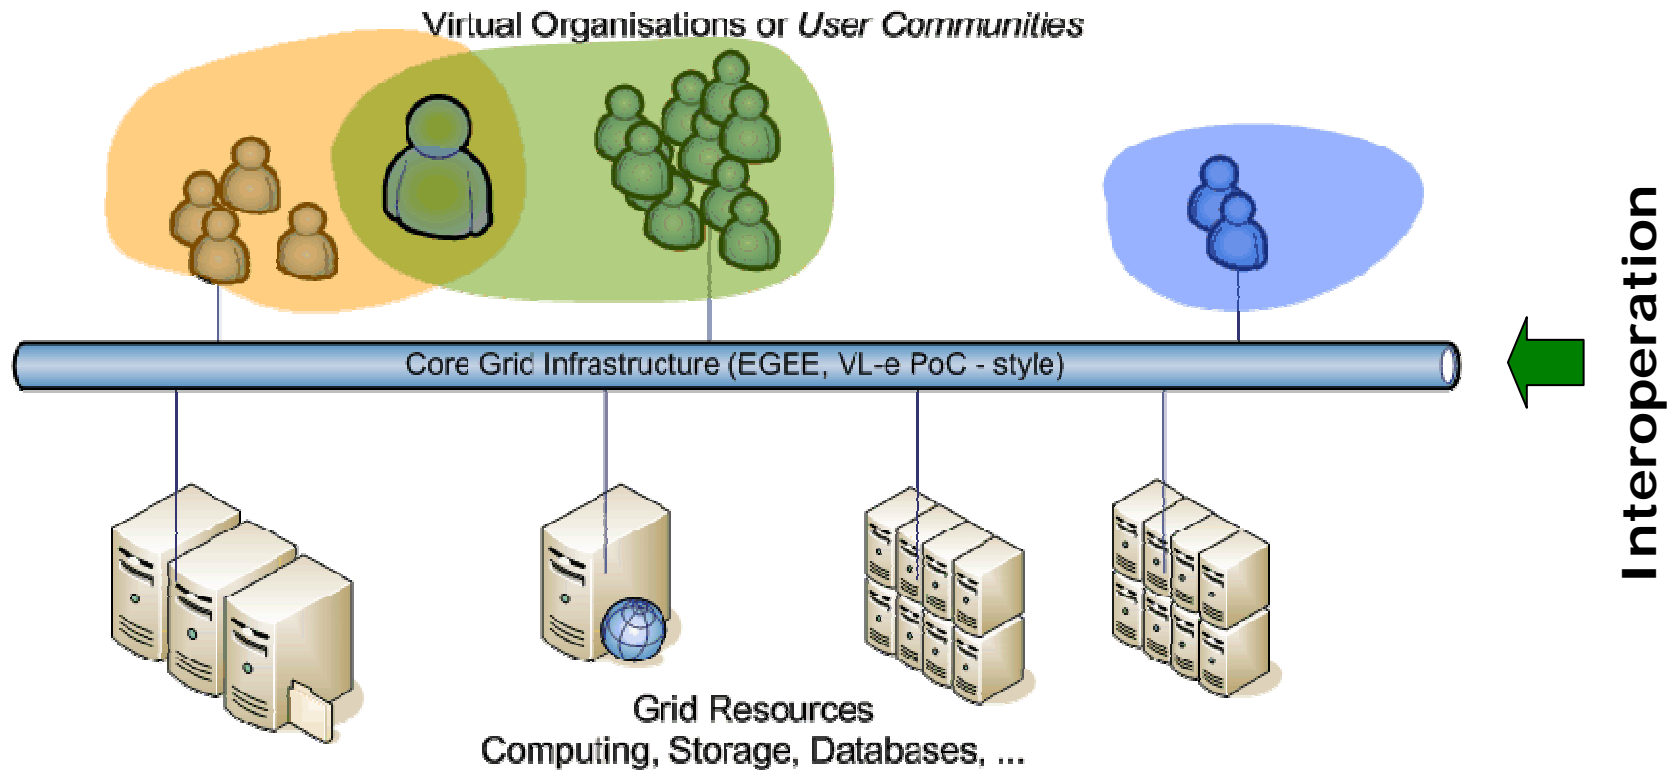 Virtual Organisations or User Communities
Core Grid Infrastructure (EGEE, VL-e PoC - style)
Interoperation
Grid Resources
Computing, Storage, Databases, ...